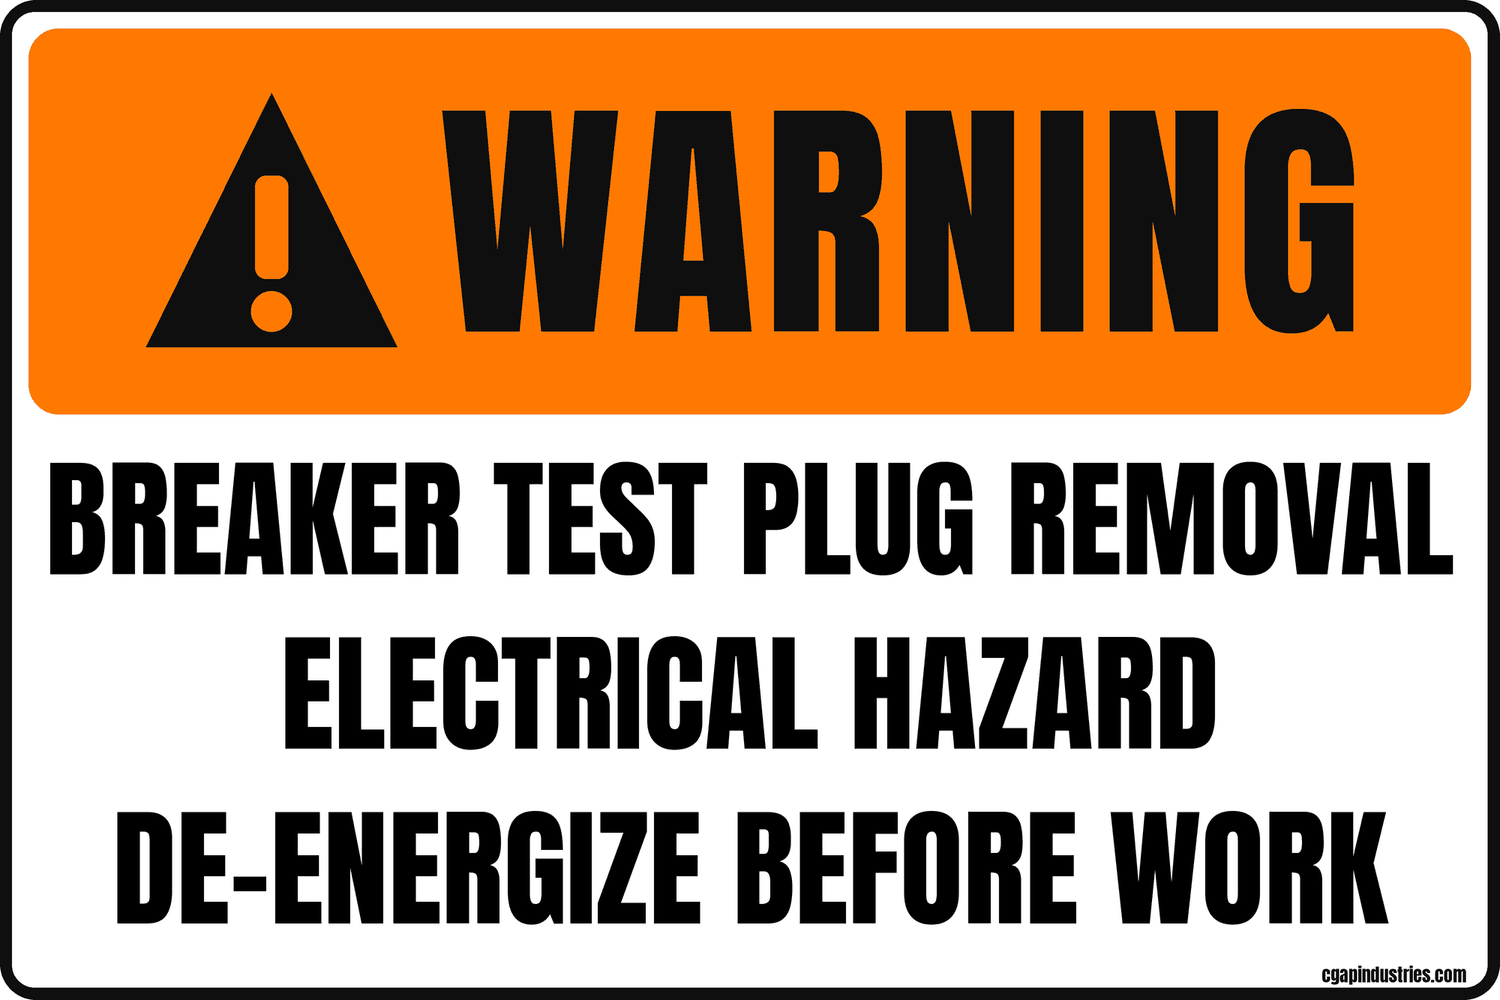 WARNING
BREAKER TEST PLUG REMOVAL
ELECTRICAL HAZARD
DE-ENERGIZE BEFORE WORK
cgapindustries.com